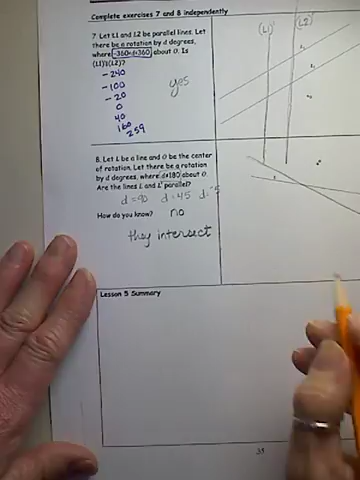 Complete exercises 7 and 8 independently
7. Let L1 and L2 be parallel lines. Let
there be a rotation by d degrees,
where -360<d<360, about O. Is
(L1)'||(L2)'?
-240
-100
-20
0
40
160
259
yes
(L1)'
(L2)'
8. Let L be a line and O be the center
of rotation. Let there be a rotation
by d degrees, where d≠180 about O.
Are the lines L and L' parallel?
d=90 d=45
How do you know? no
they intersect
Lesson 5 Summary